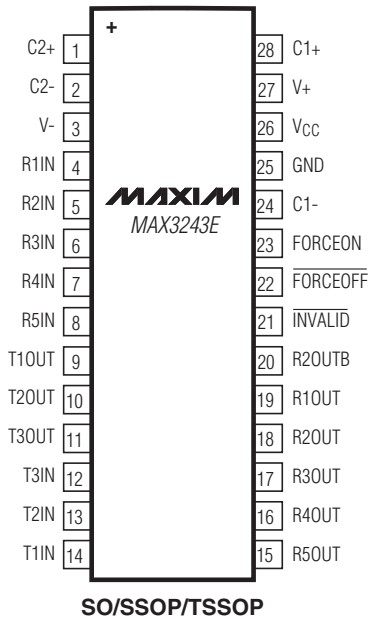 +
C2+ 1 28 C1+
C2- 2 27 V+
V- 3 26 VCC
R1IN 4 25 GND
R2IN 5 MAXIM 24 C1-
R3IN 6 MAX3243E 23 FORCEON
R4IN 7 22 FORCEOFF
R5IN 8 21 INVALID
T1OUT 9 20 R2OUTB
T2OUT 10 19 R1OUT
T3OUT 11 18 R2OUT
T3IN 12 17 R3OUT
T2IN 13 16 R4OUT
T1IN 14 15 R5OUT
SO/SSOP/TSSOP